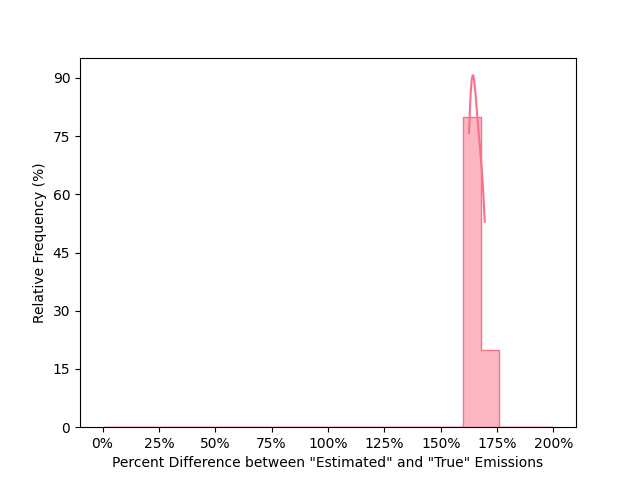 90
75
60
45
30
15
0
Relative Frequency (%)
0% 25% 50% 75% 100% 125% 150% 175% 200%
Percent Difference between "Estimated" and "True" Emissions